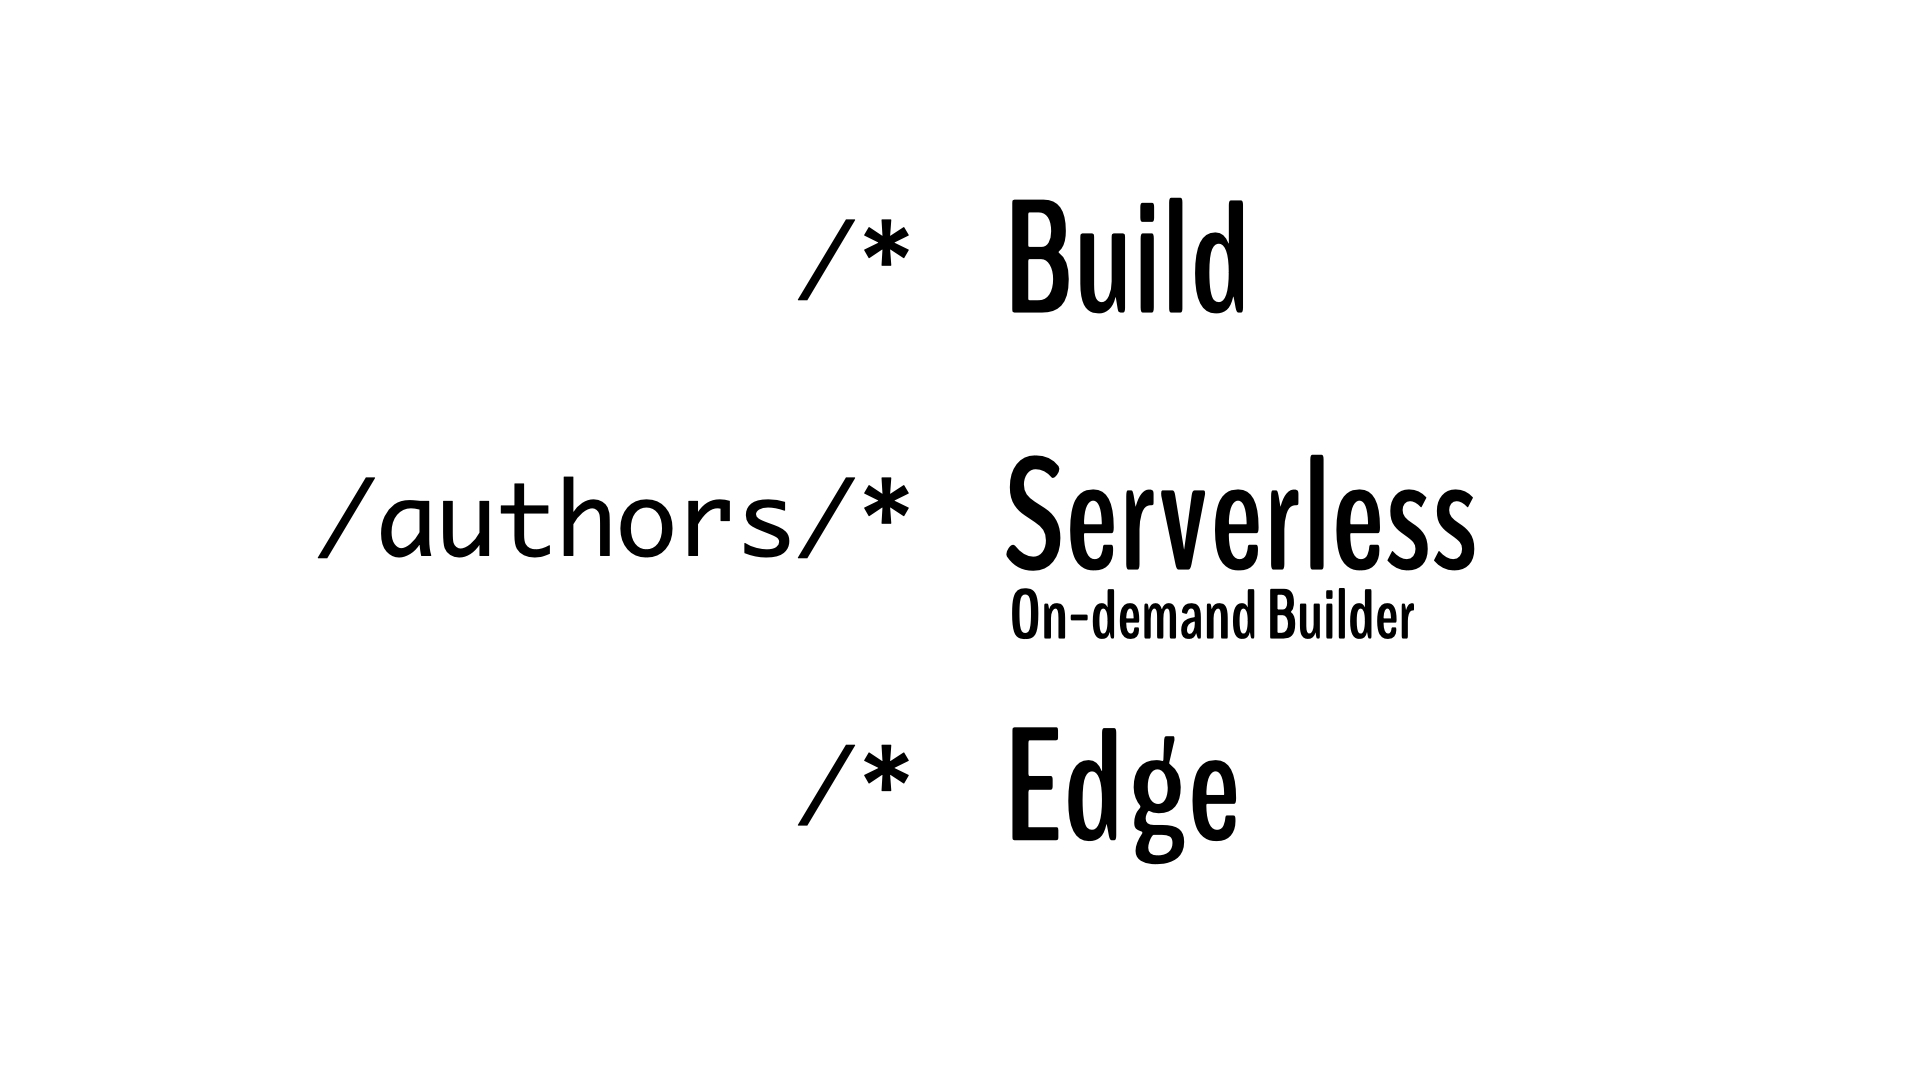 /* Build
/authors/* Serverless
On-demand Builder
/* Edge